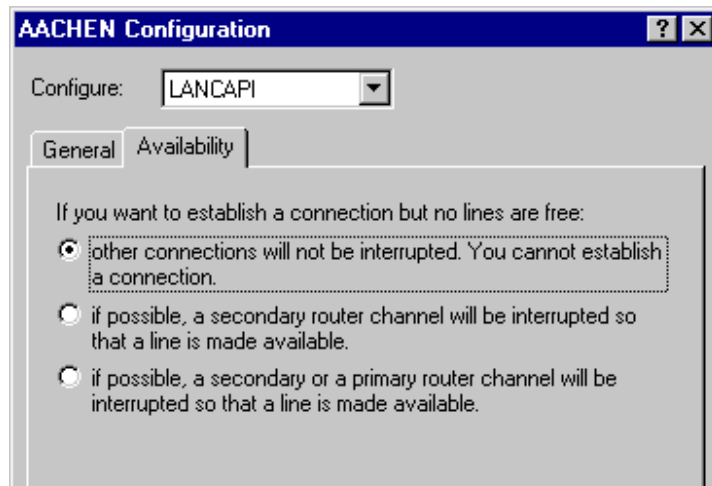 AACHEN Configuration
Configure: LANCAPI
General Availability
If you want to establish a connection but no lines are free:
other connections will not be interrupted. You cannot establish
a connection.
if possible, a secondary router channel will be interrupted so
that a line is made available.
if possible, a secondary or a primary router channel will be
interrupted so that a line is made available.